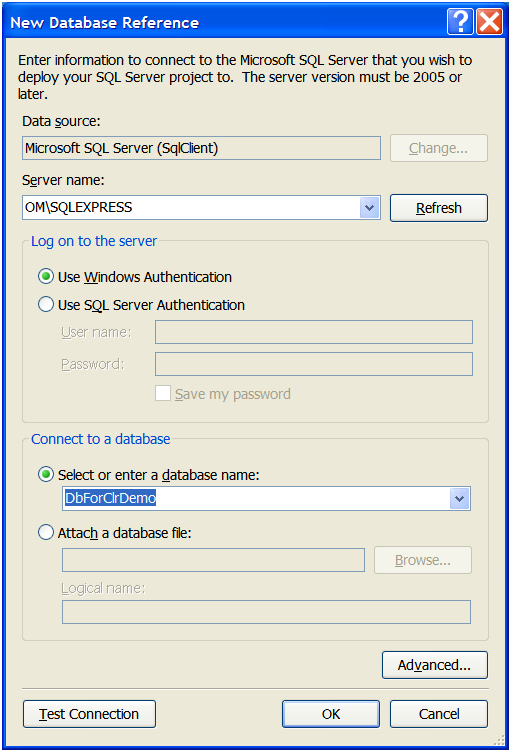 New Database Reference
Enter information to connect to the Microsoft SQL Server that you wish to
deploy your SQL Server project to.  The server version must be 2005 or
later.
Data source:
Microsoft SQL Server (SqlClient)
Change...
Server name:
OM\SQLEXPRESS
Refresh
Log on to the server
Use Windows Authentication
Use SQL Server Authentication
User name:
Password:
Save my password
Connect to a database
Select or enter a database name:
DbForClrDemo
Attach a database file:
Browse...
Logical name:
Advanced...
Test Connection
OK
Cancel